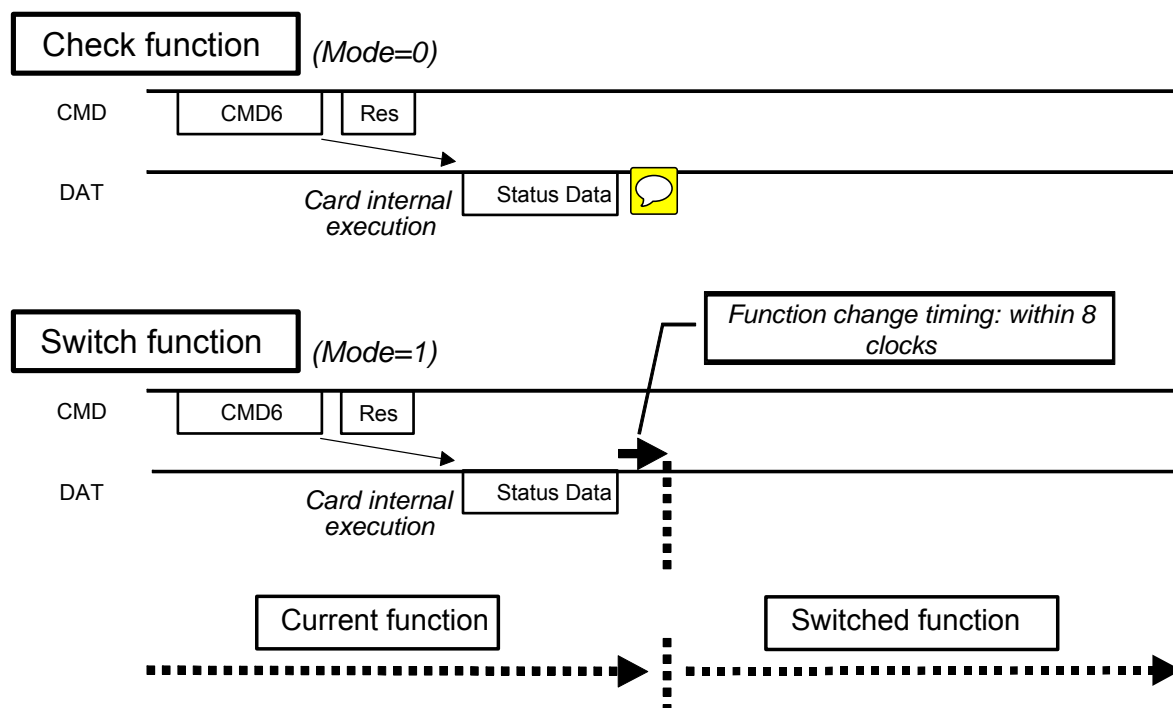 Check function
(Mode=0)
CMD
CMD6
Res
DAT
Card internal
execution
Status Data
Function change timing: within 8
clocks
Switch function
(Mode=1)
CMD
CMD6
Res
DAT
Card internal
execution
Status Data
Current function
Switched function